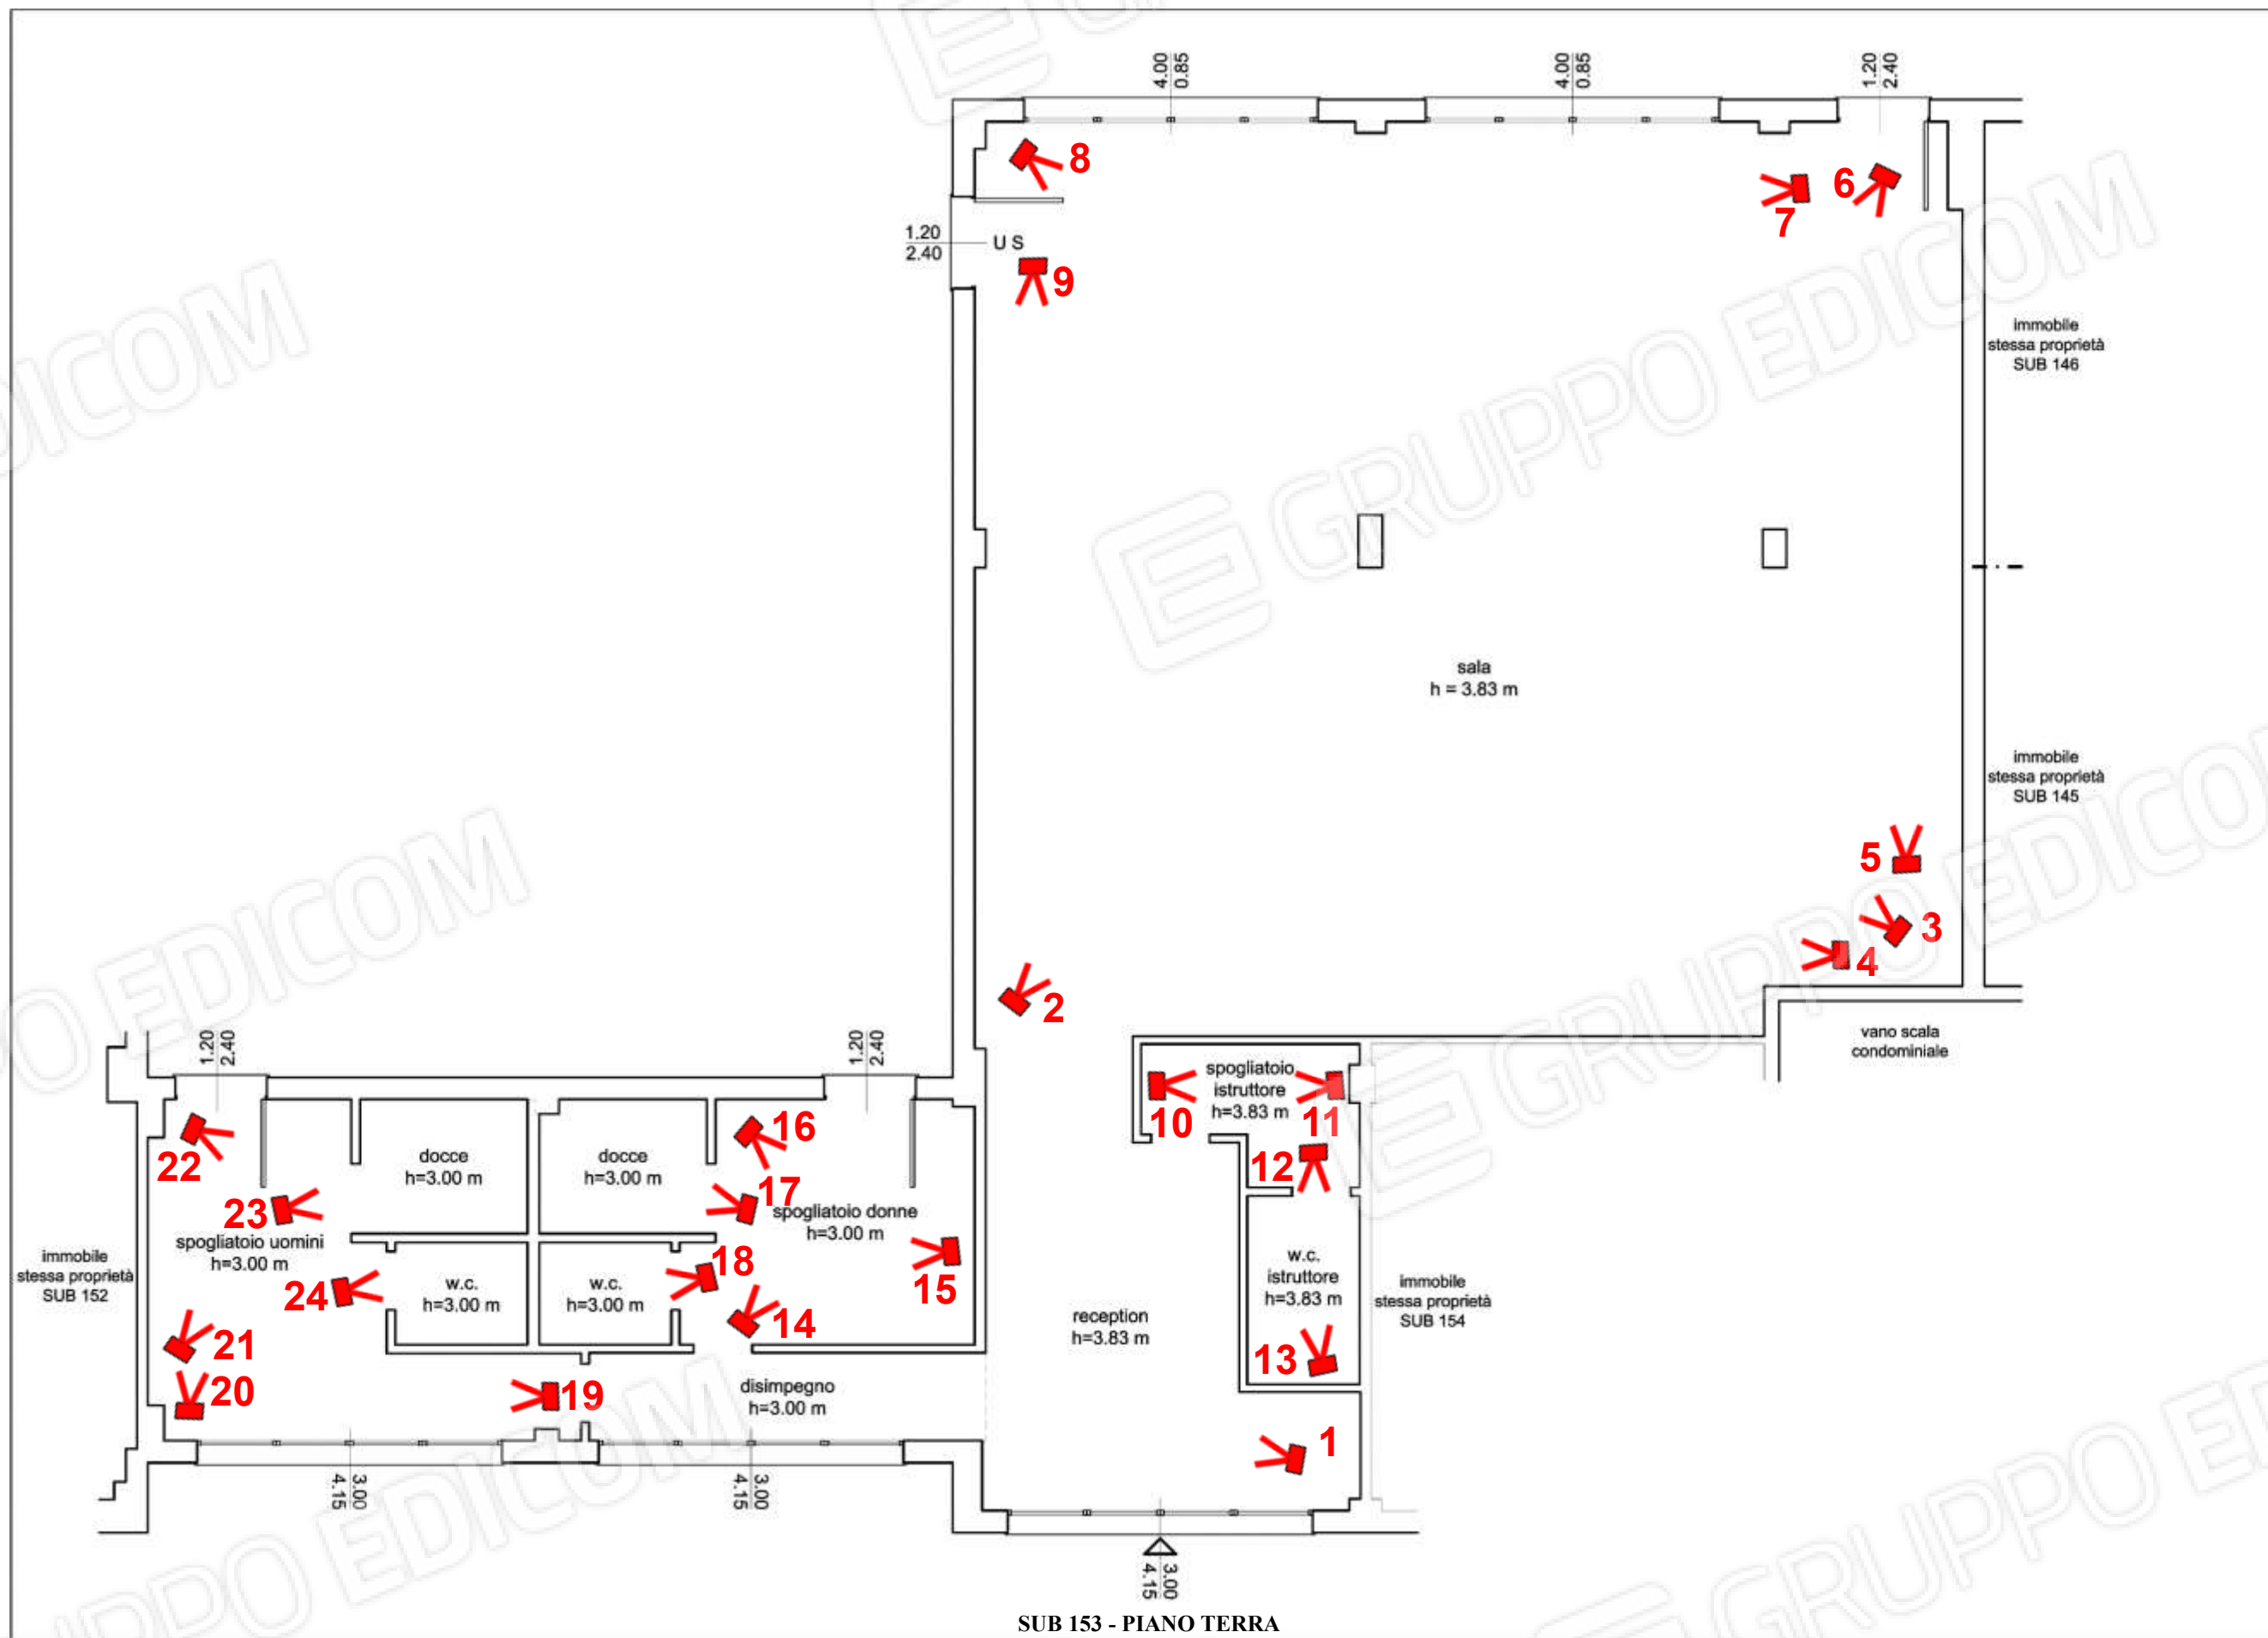 4.00
0.85
4.00
0.85
1.20
2.40
8
7
6
1.20
2.40
U S
9
immobile
stessa proprietà
SUB 146
sala
h = 3.83 m
immobile
stessa proprietà
SUB 145
5
3
4
2
vano scala
condominiale
1.20
2.40
1.20
2.40
spogliatoio
istruttore
h=3.83 m
10
11
12
22
docce
h=3.00 m
docce
h=3.00 m
16
17
spogliatoio donne
h=3.00 m
23
spogliatoio uomini
h=3.00 m
immobile
stessa proprietà
SUB 152
24
w.c.
h=3.00 m
w.c.
h=3.00 m
18
15
14
w.c.
istruttore
h=3.83 m
immobile
stessa proprietà
SUB 154
reception
h=3.83 m
13
21
20
19
disimpegno
h=3.00 m
1
3.00
4.15
3.00
4.15
3.00
4.15
SUB 153 - PIANO TERRA
GRUPPO EDICOM
GRUPPO EDICOM
GRUPPO EDICOM